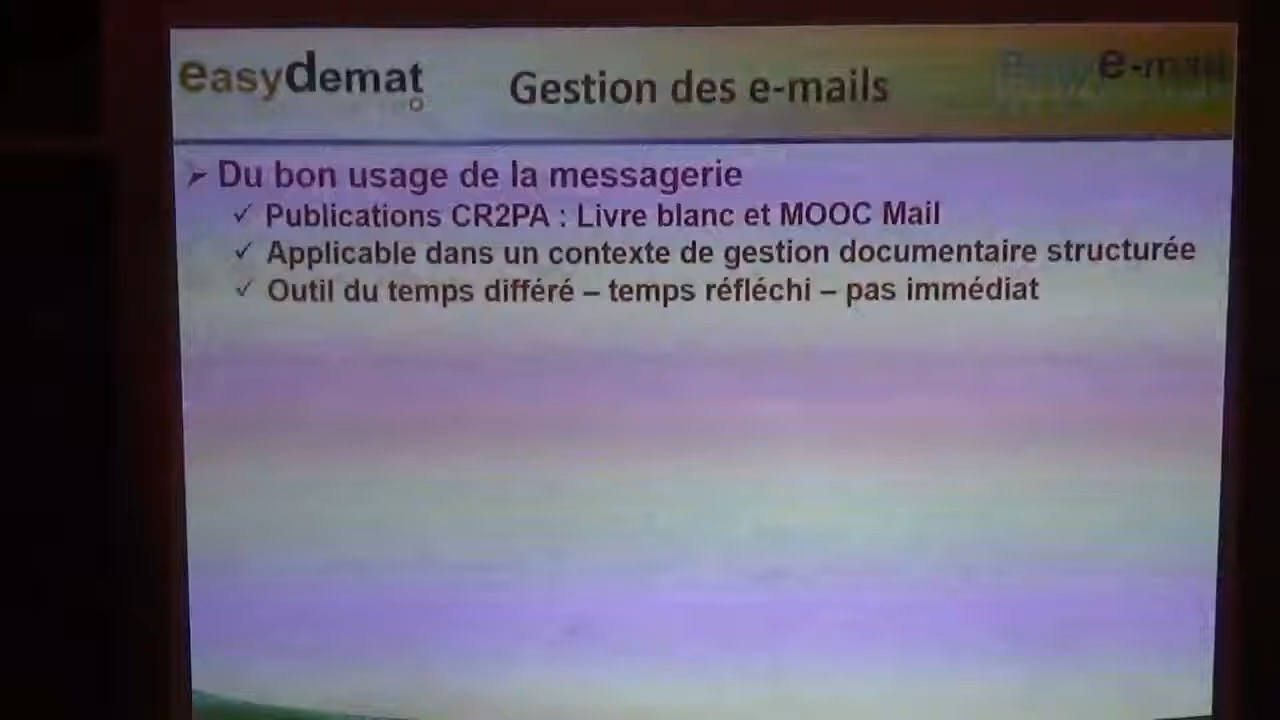 easydemat
Gestion des e-mails
e-mail
➤ Du bon usage de la messagerie
✓ Publications CR2PA : Livre blanc et MOOC Mail
✓ Applicable dans un contexte de gestion documentaire structurée
✓ Outil du temps différé – temps réfléchi – pas immédiat